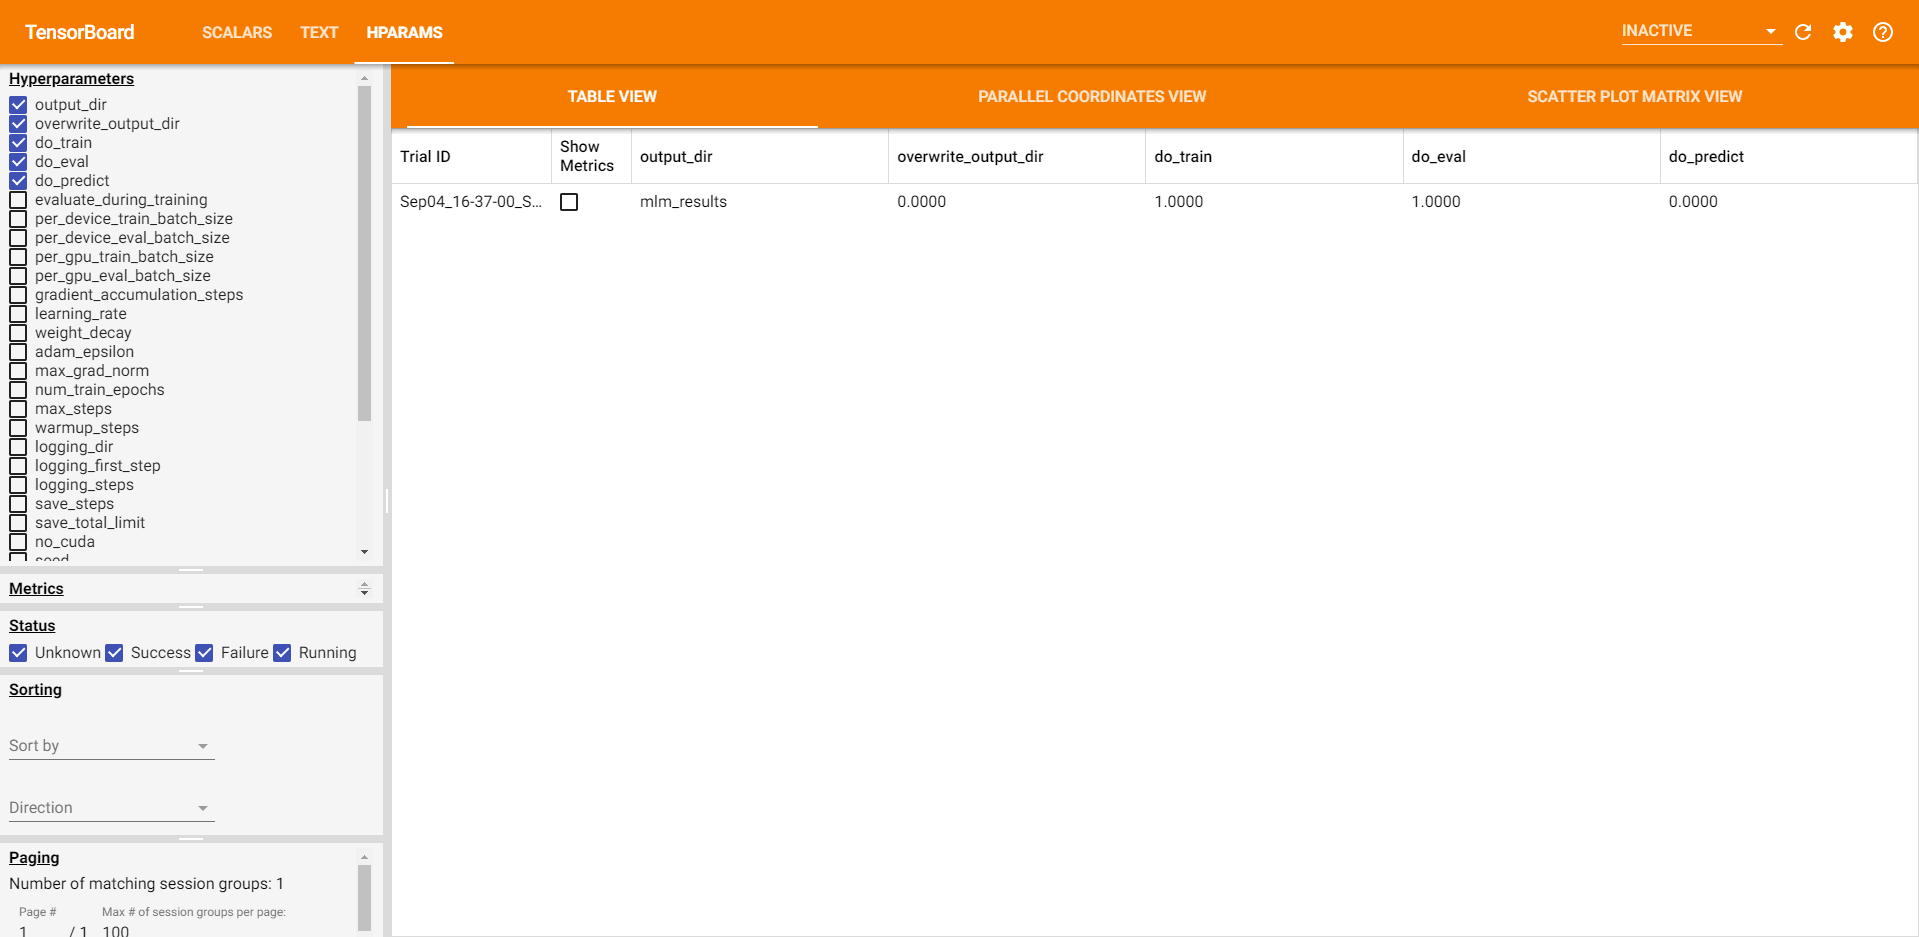 TensorBoard SCALARS TEXT HPARAMS INACTIVE
Hyperparameters
output_dir
overwrite_output_dir
do_train
do_eval
do_predict
evaluate_during_training
per_device_train_batch_size
per_device_eval_batch_size
per_gpu_train_batch_size
per_gpu_eval_batch_size
gradient_accumulation_steps
learning_rate
weight_decay
adam_epsilon
max_grad_norm
num_train_epochs
max_steps
warmup_steps
logging_dir
logging_first_step
logging_steps
save_steps
save_total_limit
no_cuda
seed
Metrics
Status
Unknown Success Failure Running
Sorting
Sort by
Direction
Paging
Number of matching session groups: 1
Page # Max # of session groups per page:
1 / 1 100
TABLE VIEW PARALLEL COORDINATES VIEW SCATTER PLOT MATRIX VIEW
Trial ID Show Metrics output_dir overwrite_output_dir do_train do_eval do_predict
Sep04_16-37-00_S... mlm_results 0.0000 1.0000 1.0000 0.0000